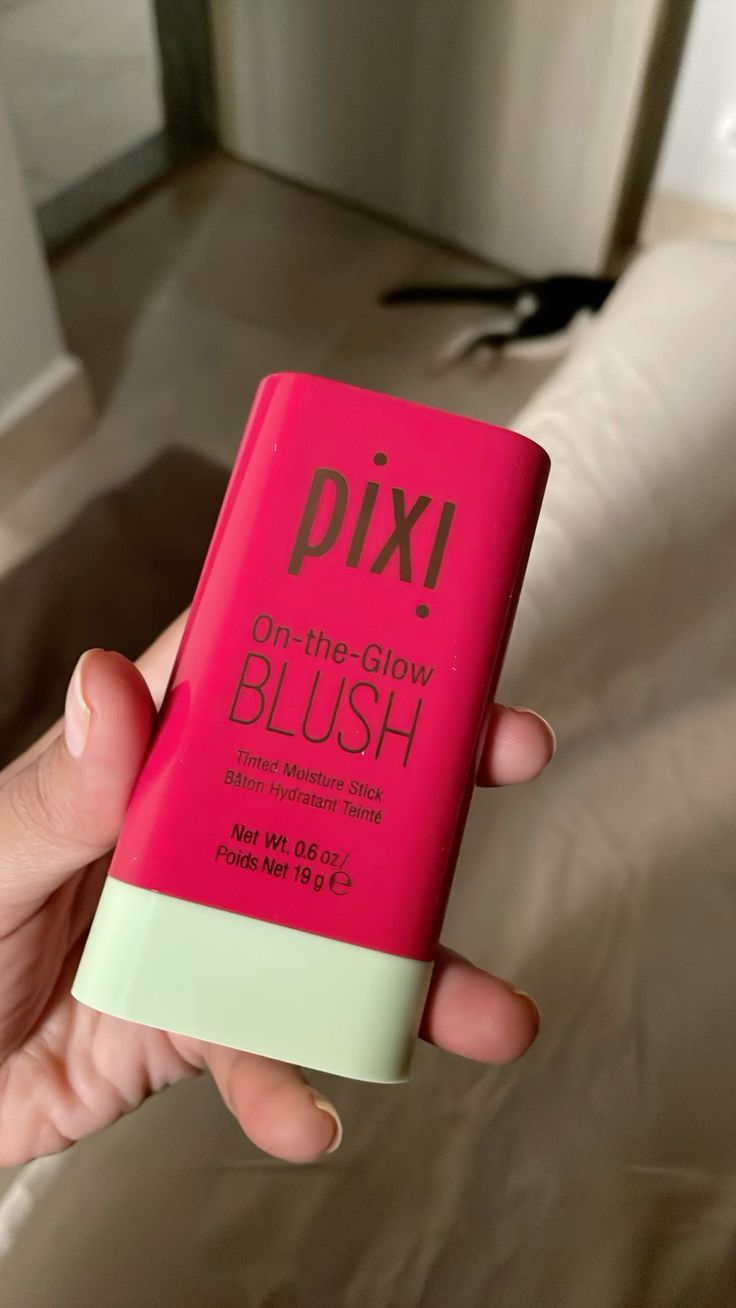 pixi
On-the-Glow
BLUSH
Tinted Moisture Stick
Bâton Hydratant Teinté
Net Wt. 0.6 oz/
Poids Net 19 g ℮